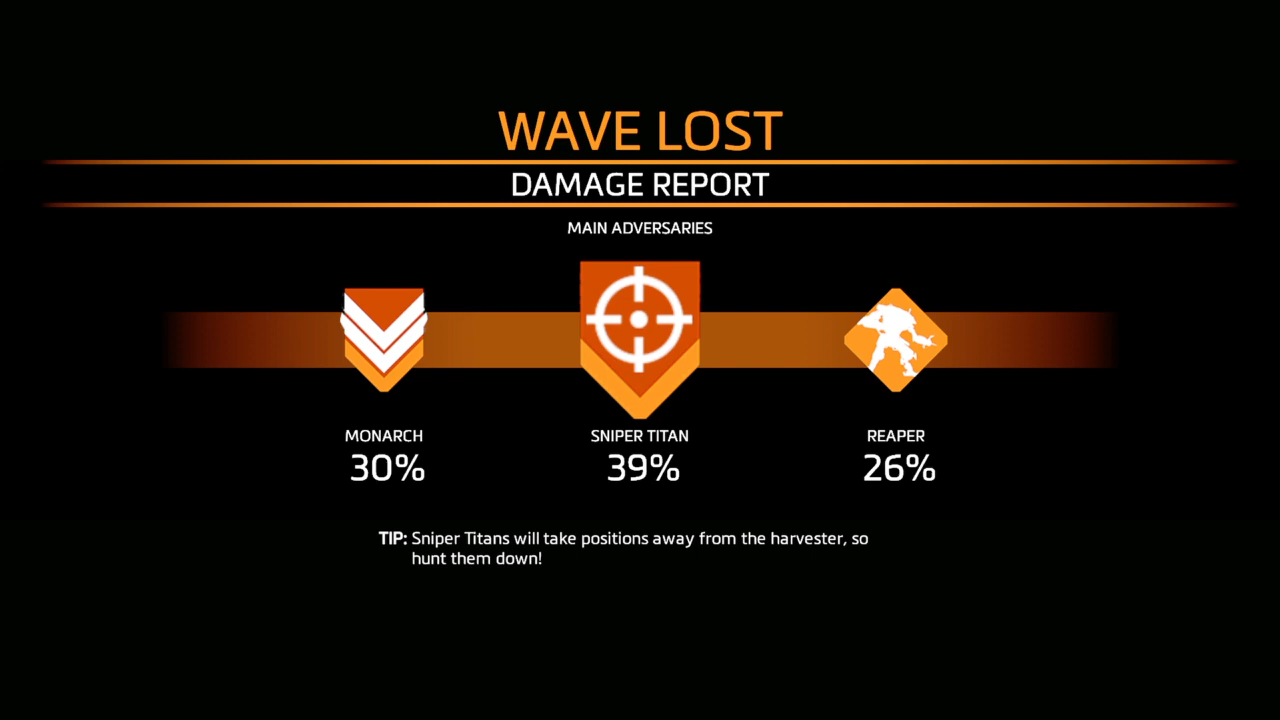 WAVE LOST
DAMAGE REPORT
MAIN ADVERSARIES
MONARCH
SNIPER TITAN
REAPER
30%
39%
26%
TIP: Sniper Titans will take positions away from the harvester, so
hunt them down!